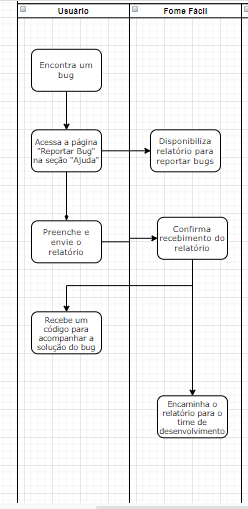 Usuário
Fome Fácil
Encontra um
bug
Acessa a página
"Reportar Bug"
na seção "Ajuda"
Disponibiliza
relatório para
reportar bugs
Preenche e
envie o
relatório
Confirma
recebimento do
relatório
Recebe um
código para
acompanhar a
solução do bug
Encaminha o
relatório para o
time de
desenvolvimento